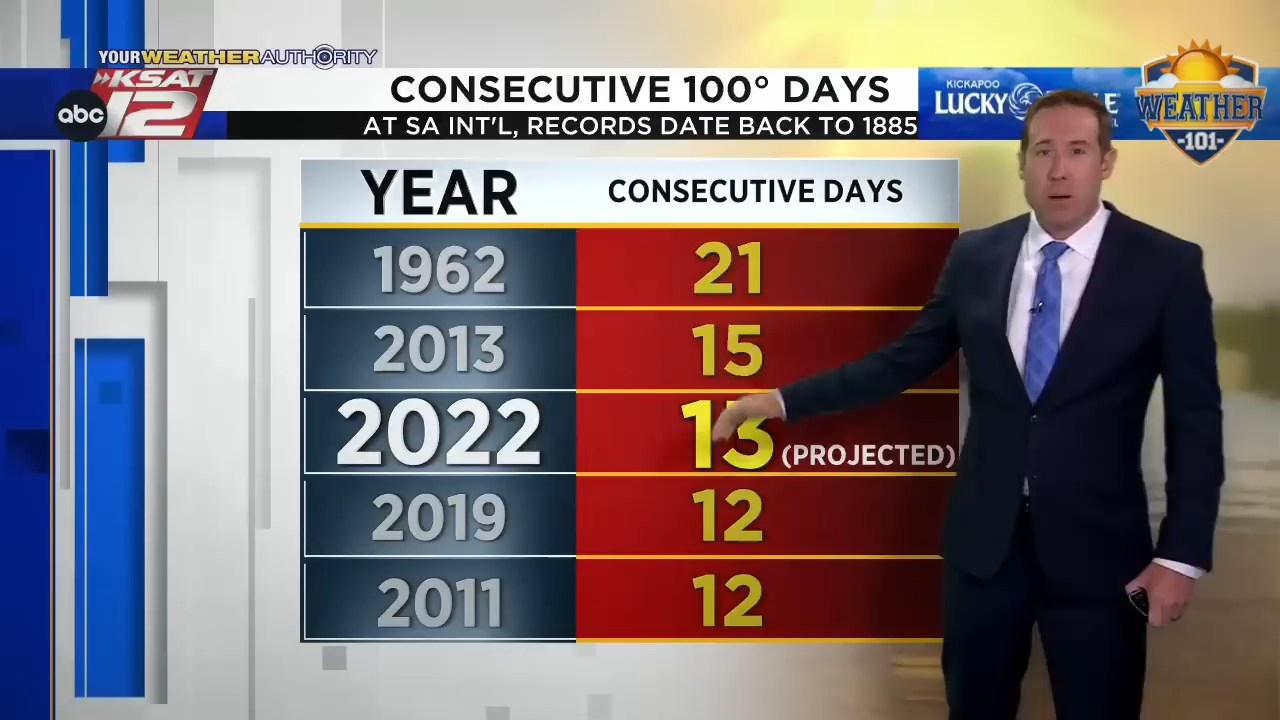 YOURWEATHERAUTHORITY
KSAT
abc 12
CONSECUTIVE 100° DAYS
AT SA INT'L, RECORDS DATE BACK TO 1885
KICKAPOO
LUCKY
WEATHER
-101-
YEAR CONSECUTIVE DAYS
1962 21
2013 15
2022 13 (PROJECTED)
2019 12
2011 12